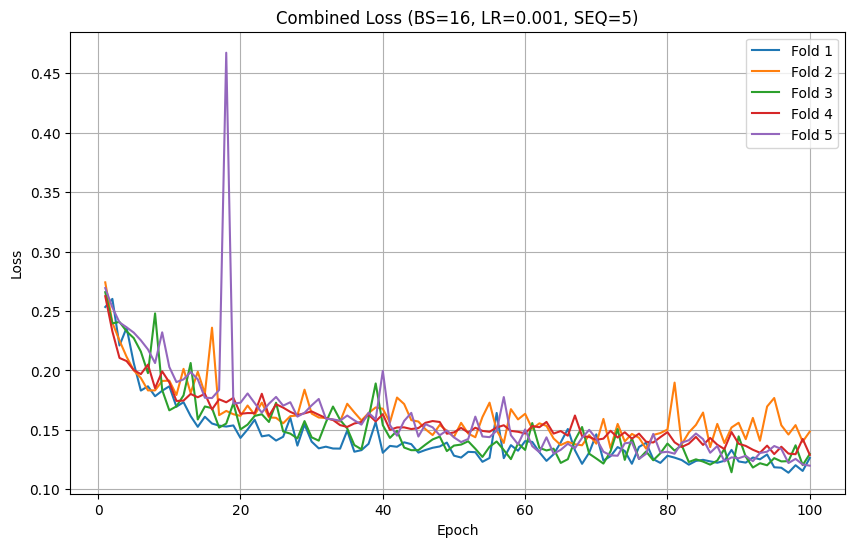 Combined Loss (BS=16, LR=0.001, SEQ=5)
Fold 1
Fold 2
Fold 3
Fold 4
Fold 5
Loss
0.45
0.40
0.35
0.30
0.25
0.20
0.15
0.10
0
20
40
60
80
100
Epoch